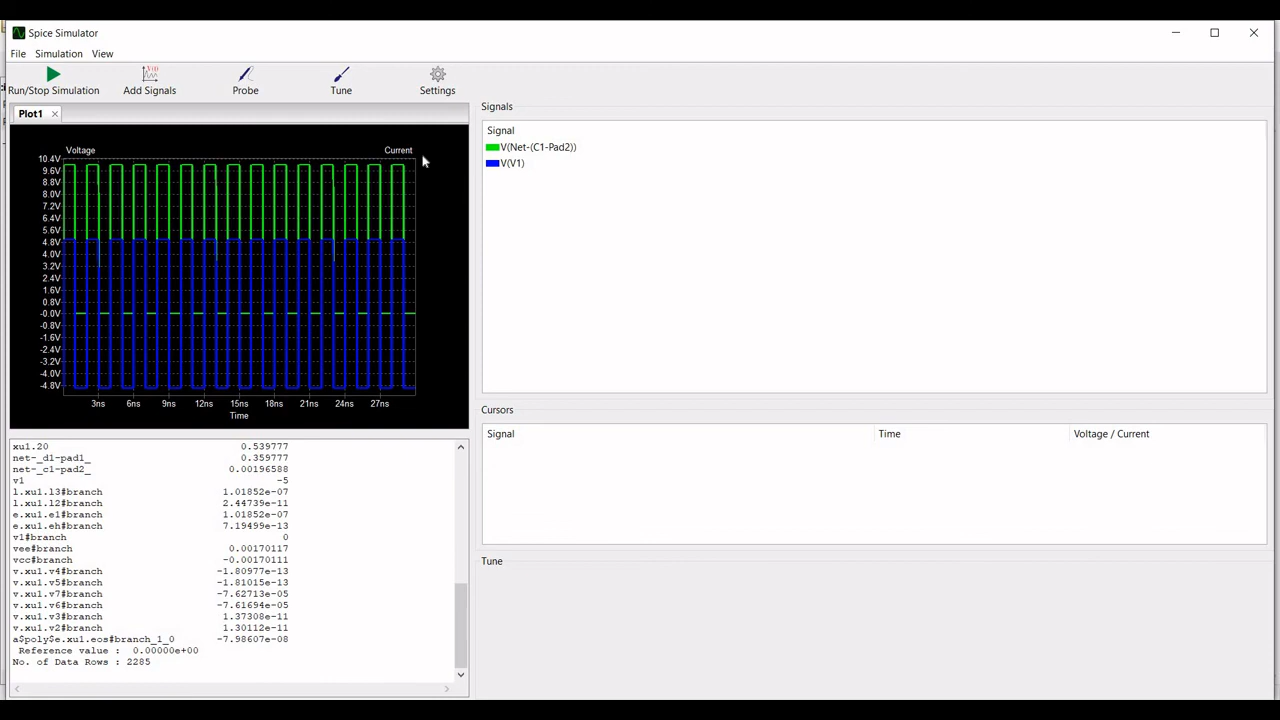 Spice Simulator
File Simulation View
Run/Stop Simulation Add Signals Probe Tune Settings
Plot1
Voltage Current
10.4V
9.6V
8.8V
8.0V
7.2V
6.4V
5.6V
4.8V
4.0V
3.2V
2.4V
1.6V
0.8V
-0.0V
-0.8V
-1.6V
-2.4V
-3.2V
-4.0V
-4.8V
3ns 6ns 9ns 12ns 15ns 18ns 21ns 24ns 27ns
Time
Signals
Signal
V(Net-(C1-Pad2))
V(V1)
Cursors
Signal Time Voltage / Current
Tune
xu1.20 0.539777
net-_d1-pad1_ 0.359777
net-_c1-pad2_ 0.00196588
v1 -5
l.xu1.l3#branch 1.01852e-07
l.xu1.l2#branch 2.44739e-11
e.xu1.e1#branch 1.01852e-07
e.xu1.eh#branch 7.19499e-13
v1#branch 0
vee#branch 0.00170117
vcc#branch -0.00170111
v.xu1.v4#branch -1.80977e-13
v.xu1.v5#branch -1.81015e-13
v.xu1.v7#branch -7.62713e-05
v.xu1.v6#branch -7.61694e-05
v.xu1.v3#branch 1.37308e-11
v.xu1.v2#branch 1.30112e-11
a$poly$e.xu1.eos#branch_1_0 -7.98607e-08
Reference value : 0.00000e+00
No. of Data Rows : 2285